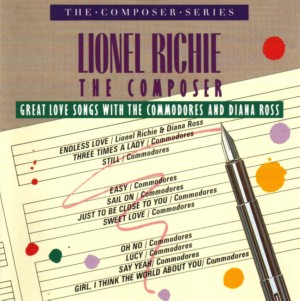 THE·COMPOSER·SERIES
LIONEL RICHIE
THE COMPOSER
GREAT LOVE SONGS WITH THE COMMODORES AND DIANA ROSS
ENDLESS LOVE / Lionel Richie & Diana Ross
THREE TIMES A LADY / Commodores
STILL / Commodores
EASY / Commodores
SAIL ON / Commodores
JUST TO BE CLOSE TO YOU / Commodores
SWEET LOVE / Commodores
OH NO / Commodores
LUCY / Commodores
SAY YEAH / Commodores
GIRL, I THINK THE WORLD ABOUT YOU / Commodores